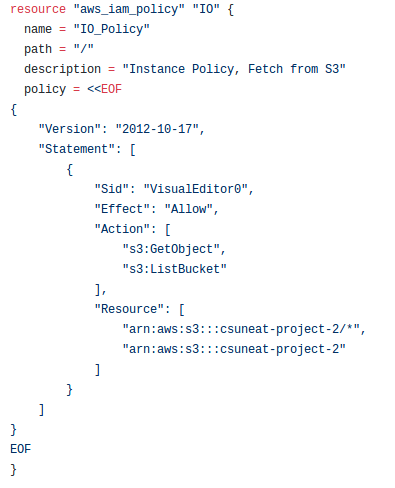 resource "aws_iam_policy" "IO" {
  name = "IO_Policy"
  path = "/"
  description = "Instance Policy, Fetch from S3"
  policy = <<EOF
{
    "Version": "2012-10-17",
    "Statement": [
        {
            "Sid": "VisualEditor0",
            "Effect": "Allow",
            "Action": [
                "s3:GetObject",
                "s3:ListBucket"
            ],
            "Resource": [
                "arn:aws:s3:::csuneat-project-2/*",
                "arn:aws:s3:::csuneat-project-2"
            ]
        }
    ]
}
EOF
}